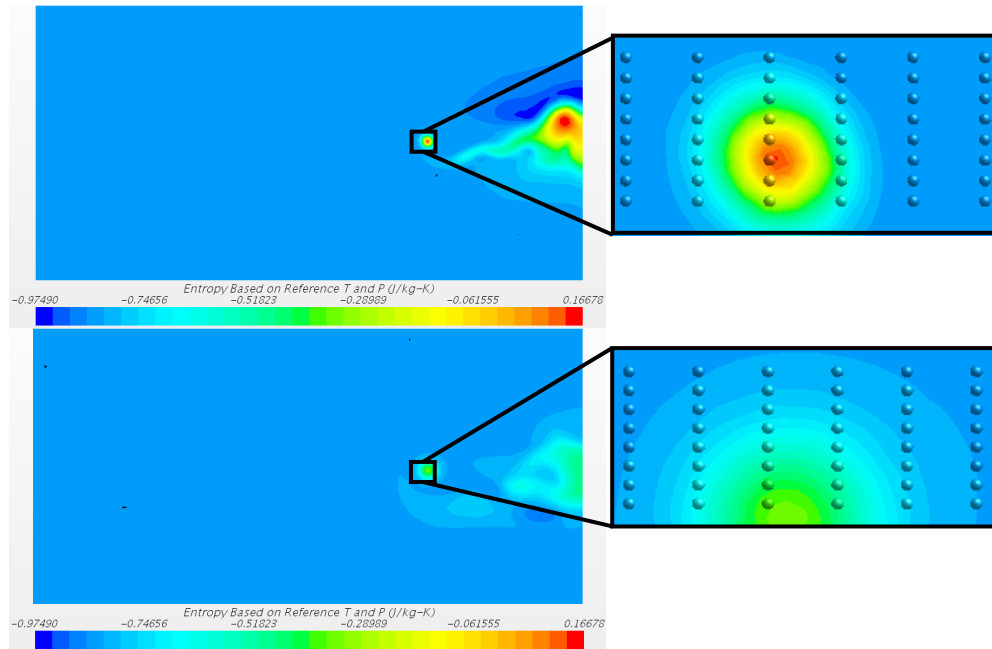 Entropy Based on Reference T and P (J/kg-K)
-0.97490 -0.74656 -0.51823 -0.28989 -0.061555 0.16678
Entropy Based on Reference T and P (J/kg-K)
-0.97490 -0.74656 -0.51823 -0.28989 -0.061555 0.16678